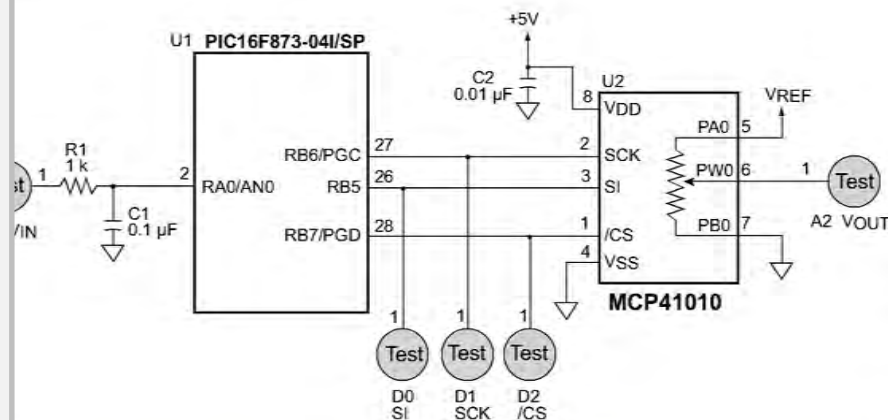 +5V
U1 PIC16F873-04I/SP
C2
0.01 µF
U2
8
VDD
VREF
PA0 5
R1
1 k
RB6/PGC 27
2 SCK
1
2 RA0/AN0
RB5 26
3 SI
PW0 6
1
Test
C1
0.1 µF
RB7/PGD 28
1 /CS
PB0 7
A2 VOUT
4 VSS
MCP41010
1 1 1
Test Test Test
D0 D1 D2
SI SCK /CS